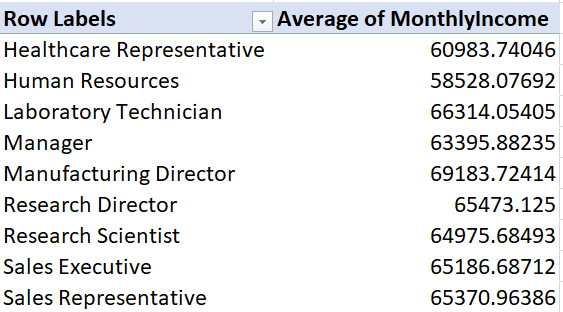 Row Labels Average of MonthlyIncome
Healthcare Representative 60983.74046
Human Resources 58528.07692
Laboratory Technician 66314.05405
Manager 63395.88235
Manufacturing Director 69183.72414
Research Director 65473.125
Research Scientist 64975.68493
Sales Executive 65186.68712
Sales Representative 65370.96386